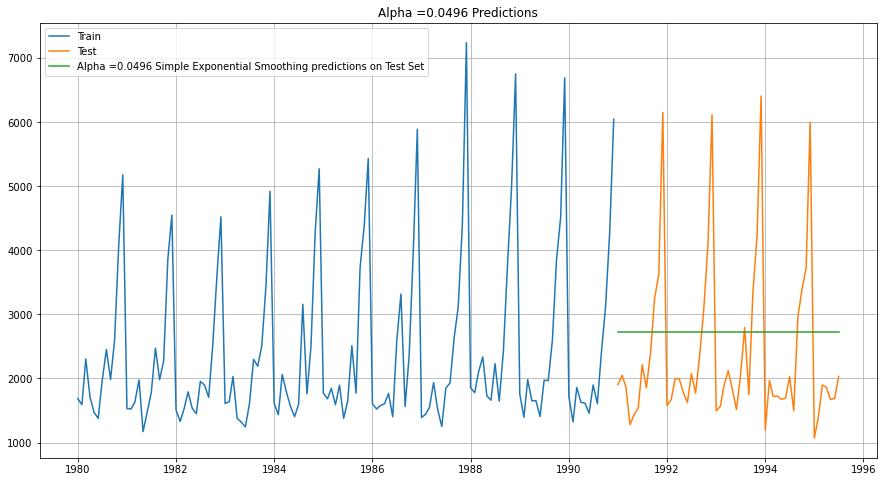 Alpha =0.0496 Predictions
Train
Test
Alpha =0.0496 Simple Exponential Smoothing predictions on Test Set
7000
6000
5000
4000
3000
2000
1000
1980 1982 1984 1986 1988 1990 1992 1994 1996